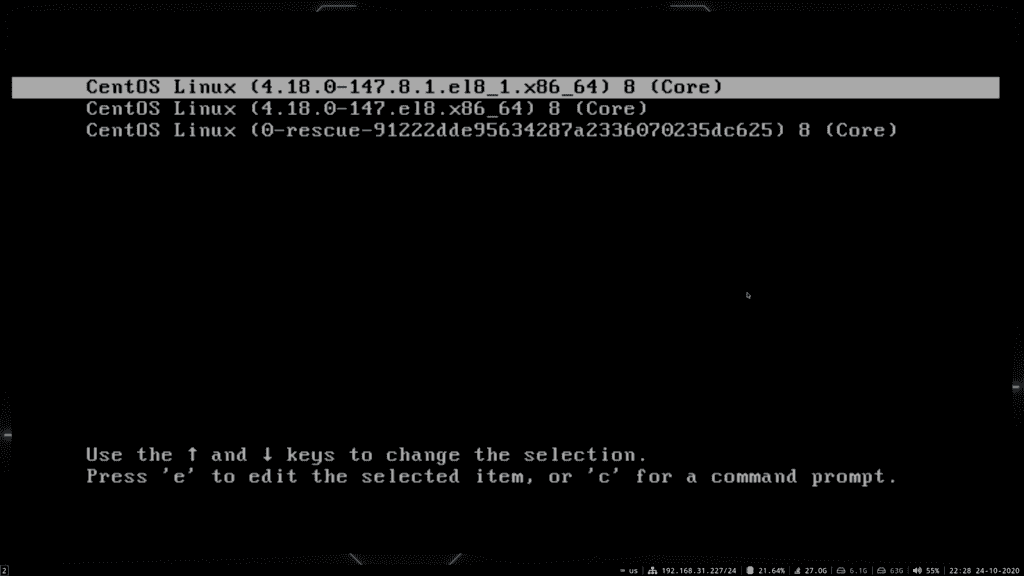 CentOS Linux (4.18.0-147.8.1.el8_1.x86_64) 8 (Core)
CentOS Linux (4.18.0-147.el8.x86_64) 8 (Core)
CentOS Linux (0-rescue-91222dde95634287a2336070235dc625) 8 (Core)
Use the ↑ and ↓ keys to change the selection.
Press 'e' to edit the selected item, or 'c' for a command prompt.
2 us 192.168.31.227/24 21.64% 27.0G 6.1G 63G 55% 22:28 24-10-2020